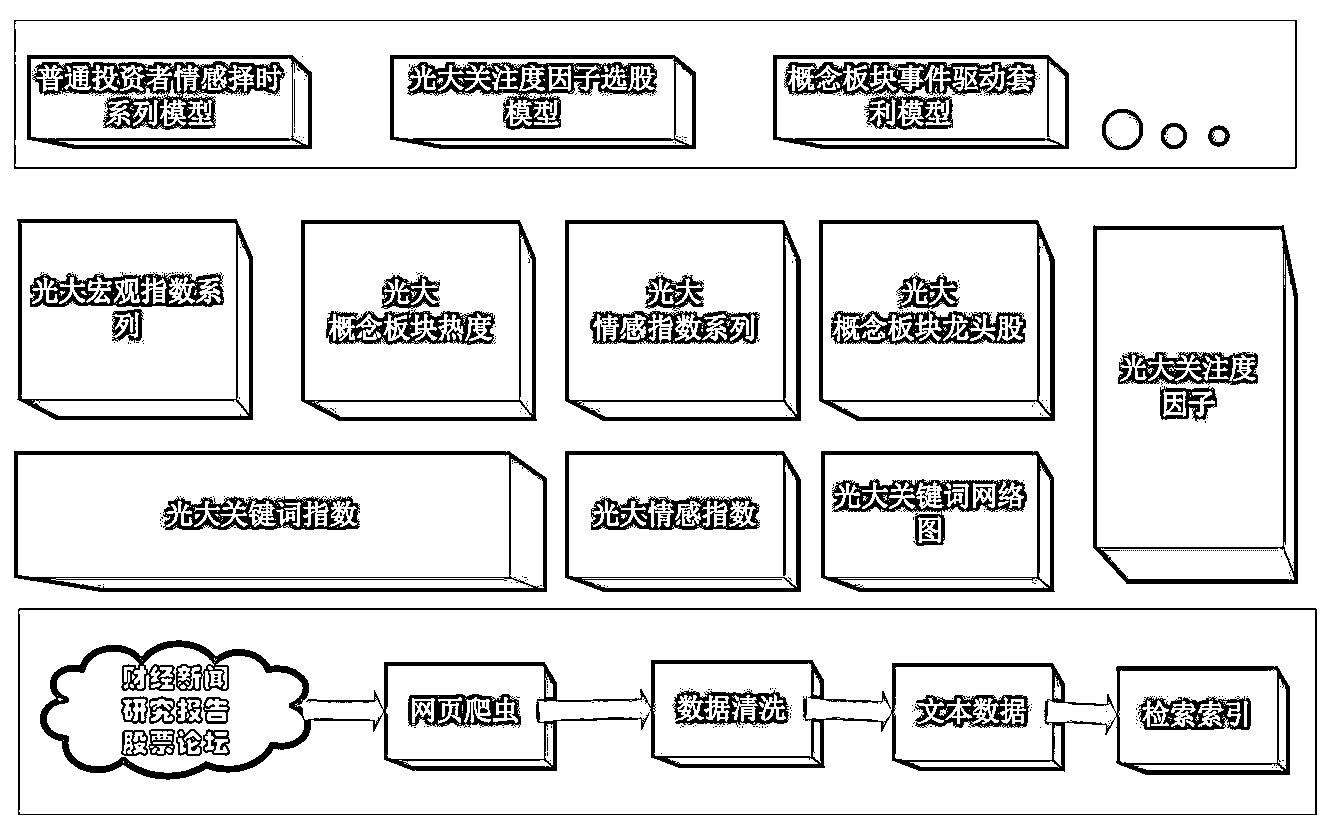 普通投资者情感择时
系列模型
光大关注度因子选股
模型
概念板块事件驱动套
利模型
光大宏观指数系
列
光大
概念板块热度
光大
情感指数系列
光大
概念板块龙头股
光大关注度
因子
光大关键词指数
光大情感指数
光大关键词网络
图
财经新闻
研究报告
股票论坛
网页爬虫
数据清洗
文本数据
检索索引